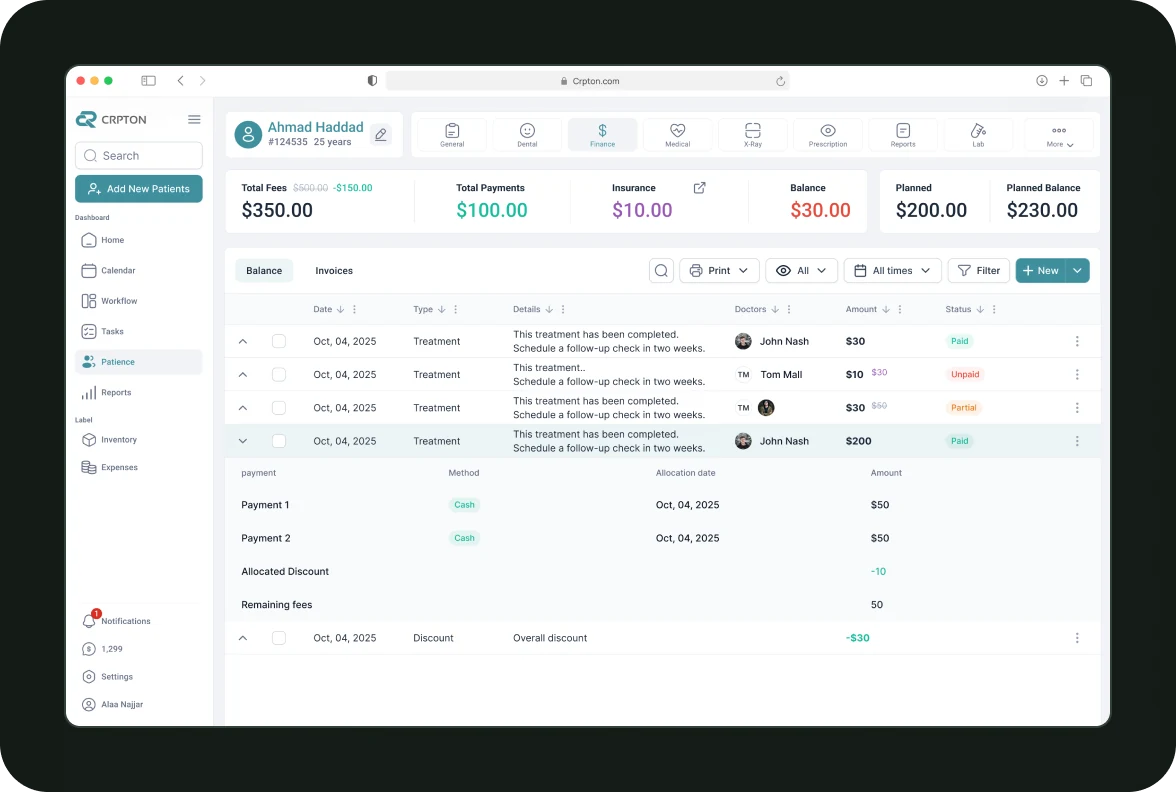 Crpton.com
CRPTON
Search
Add New Patients
Dashboard
Home
Calendar
Workflow
Tasks
Patience
Reports
Label
Inventory
Expenses
1
Notifications
$ 1,299
Settings
Alaa Najjar
Ahmad Haddad
#124535 25 years
General
Dental
$
Finance
Medical
X-Ray
Prescription
Reports
Lab
More
Total Fees $500.00 -$150.00
$350.00
Total Payments
$100.00
Insurance
$10.00
Balance
$30.00
Planned
$200.00
Planned Balance
$230.00
Balance Invoices Print All All times Filter + New
Date Type Details Doctors Amount Status
This treatment has been completed.
Oct, 04, 2025 Treatment John Nash $30 Paid
Schedule a follow-up check in two weeks.
This treatment..
Oct, 04, 2025 Treatment TM Tom Mall $10 $30 Unpaid
Schedule a follow-up check in two weeks.
This treatment has been completed.
Oct, 04, 2025 Treatment TM $30 $50 Partial
Schedule a follow-up check in two weeks.
This treatment has been completed.
Oct, 04, 2025 Treatment John Nash $200 Paid
Schedule a follow-up check in two weeks.
payment Method Allocation date Amount
Payment 1 Cash Oct, 04, 2025 $50
Payment 2 Cash Oct, 04, 2025 $50
Allocated Discount -10
Remaining fees 50
Oct, 04, 2025 Discount Overall discount -$30